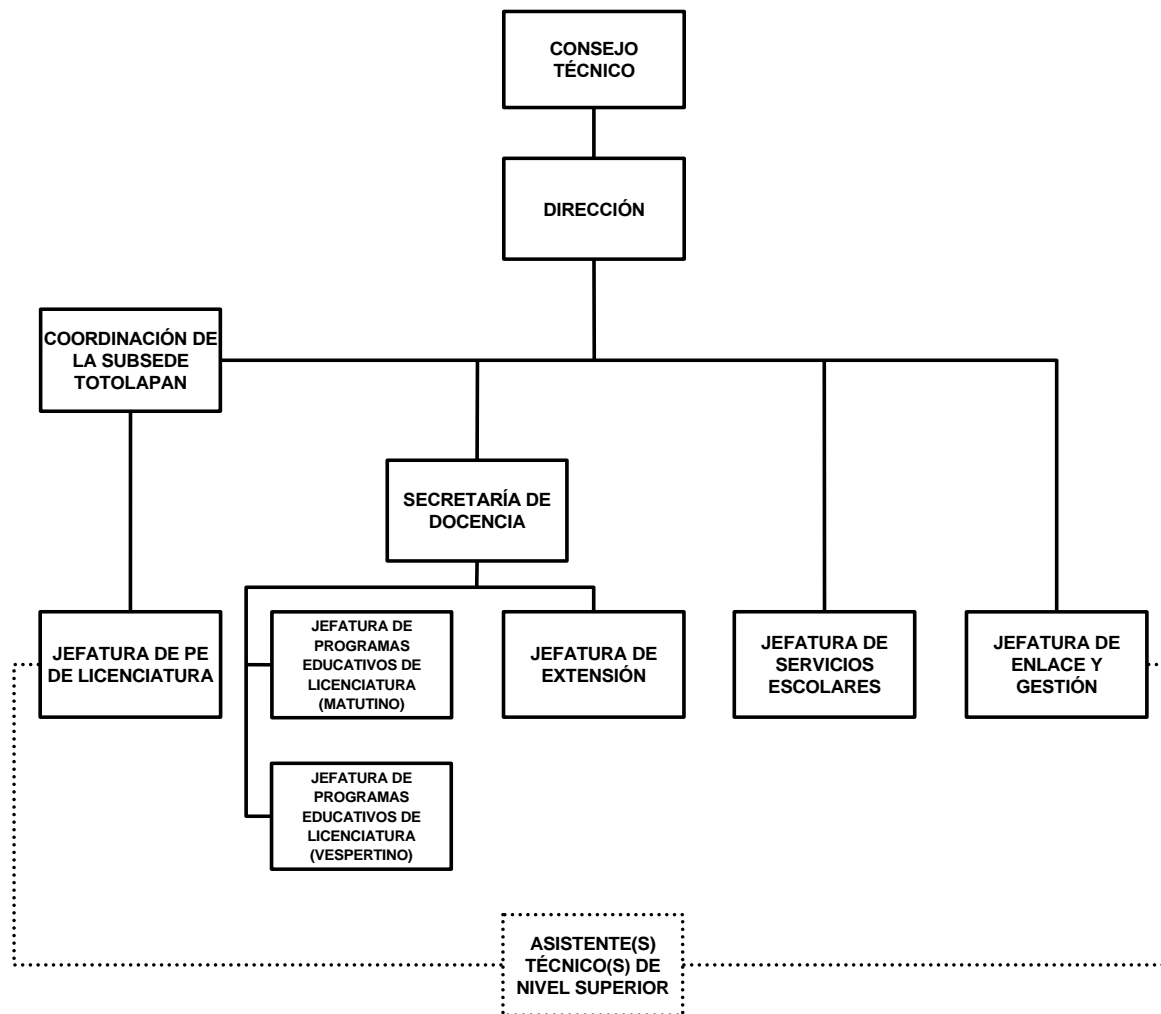 CONSEJO
TÉCNICO
DIRECCIÓN
COORDINACIÓN DE
LA SUBSEDE
TOTOLAPAN
SECRETARÍA DE
DOCENCIA
JEFATURA DE PE
DE LICENCIATURA
JEFATURA DE
PROGRAMAS
EDUCATIVOS DE
LICENCIATURA
(MATUTINO)
JEFATURA DE
EXTENSIÓN
JEFATURA DE
SERVICIOS
ESCOLARES
JEFATURA DE
ENLACE Y
GESTIÓN
JEFATURA DE
PROGRAMAS
EDUCATIVOS DE
LICENCIATURA
(VESPERTINO)
ASISTENTE(S)
TÉCNICO(S) DE
NIVEL SUPERIOR